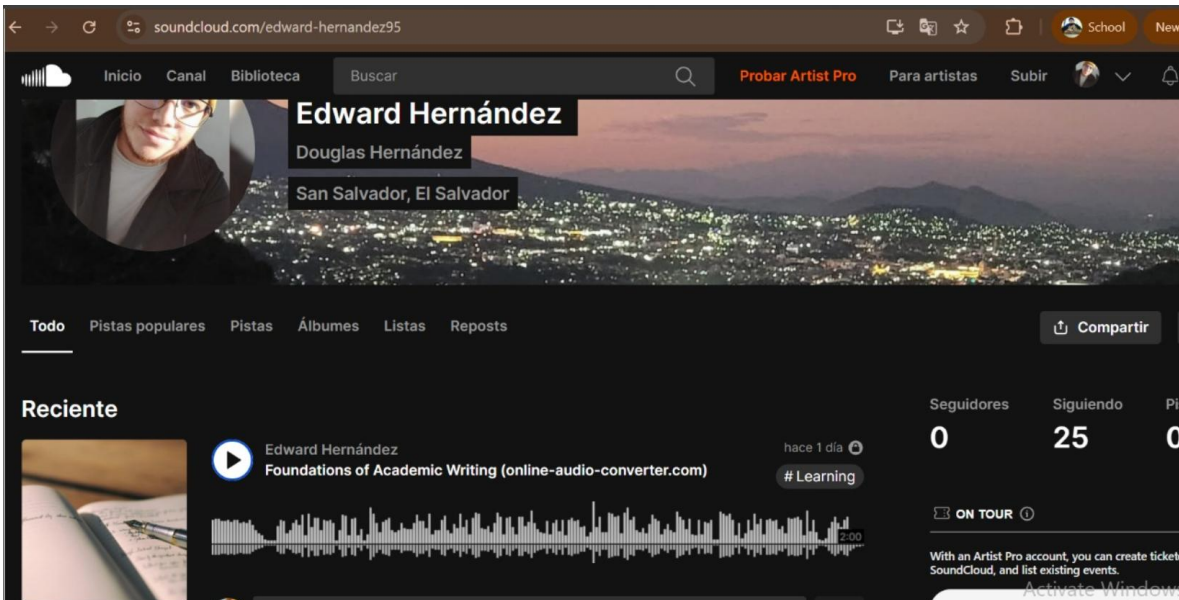 soundcloud.com/edward-hernandez95
School
New
Inicio Canal Biblioteca Buscar Probar Artist Pro Para artistas Subir
Edward Hernández
Douglas Hernández
San Salvador, El Salvador
Todo Pistas populares Pistas Álbumes Listas Reposts
Compartir
Reciente
Edward Hernández
Foundations of Academic Writing (online-audio-converter.com)
hace 1 día
# Learning
2:00
Seguidores Siguiendo Pi
0 25 0
ON TOUR
With an Artist Pro account, you can create ticket
SoundCloud, and list existing events.
Activate Windows